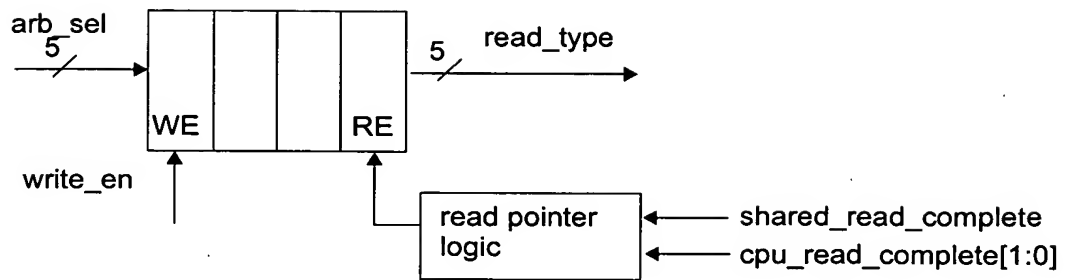 arb_sel
5
5
read_type
WE
RE
write_en
read pointer
logic
shared_read_complete
cpu_read_complete[1:0]